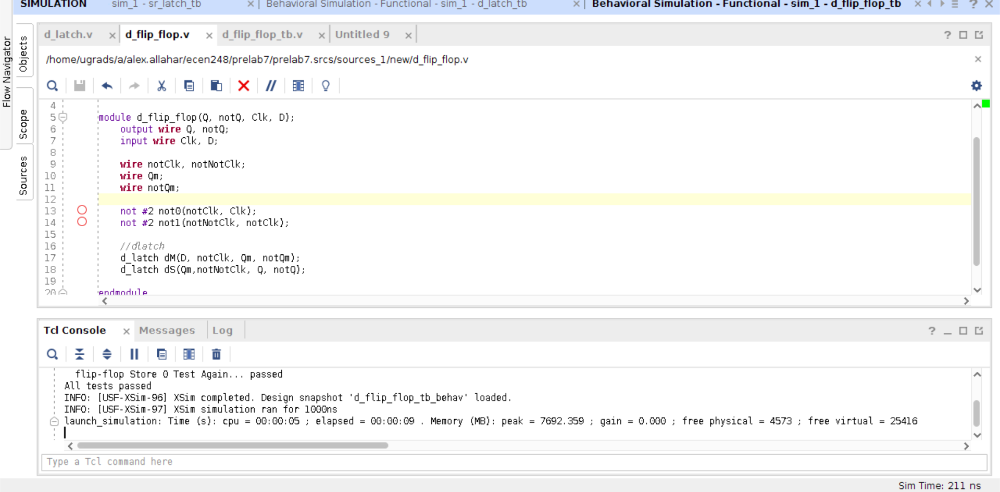 SIMULATION sim_1 - sr_latch_tb Behavioral Simulation - Functional - sim_1 - d_latch_tb Behavioral Simulation - Functional - sim_1 - d_flip_flop_tb
Flow Navigator
Objects
Scope
Sources
d_latch.v d_flip_flop.v d_flip_flop_tb.v Untitled 9
/home/ugrads/a/alex.allahar/ecen248/prelab7/prelab7.srcs/sources_1/new/d_flip_flop.v
4
5 module d_flip_flop(Q, notQ, Clk, D);
6 output wire Q, notQ;
7 input wire Clk, D;
8
9 wire notClk, notNotClk;
10 wire Qm;
11 wire notQm;
12
13 not #2 not0(notClk, Clk);
14 not #2 not1(notNotClk, notClk);
15
16 //dlatch
17 d_latch dM(D, notClk, Qm, notQm);
18 d_latch dS(Qm,notNotClk, Q, notQ);
19
20 endmodule
Tcl Console Messages Log
flip-flop Store 0 Test Again... passed
All tests passed
INFO: [USF-XSim-96] XSim completed. Design snapshot 'd_flip_flop_tb_behav' loaded.
INFO: [USF-XSim-97] XSim simulation ran for 1000ns
launch_simulation: Time (s): cpu = 00:00:05 ; elapsed = 00:00:09 . Memory (MB): peak = 7692.359 ; gain = 0.000 ; free physical = 4573 ; free virtual = 25416
Type a Tcl command here
Sim Time: 211 ns